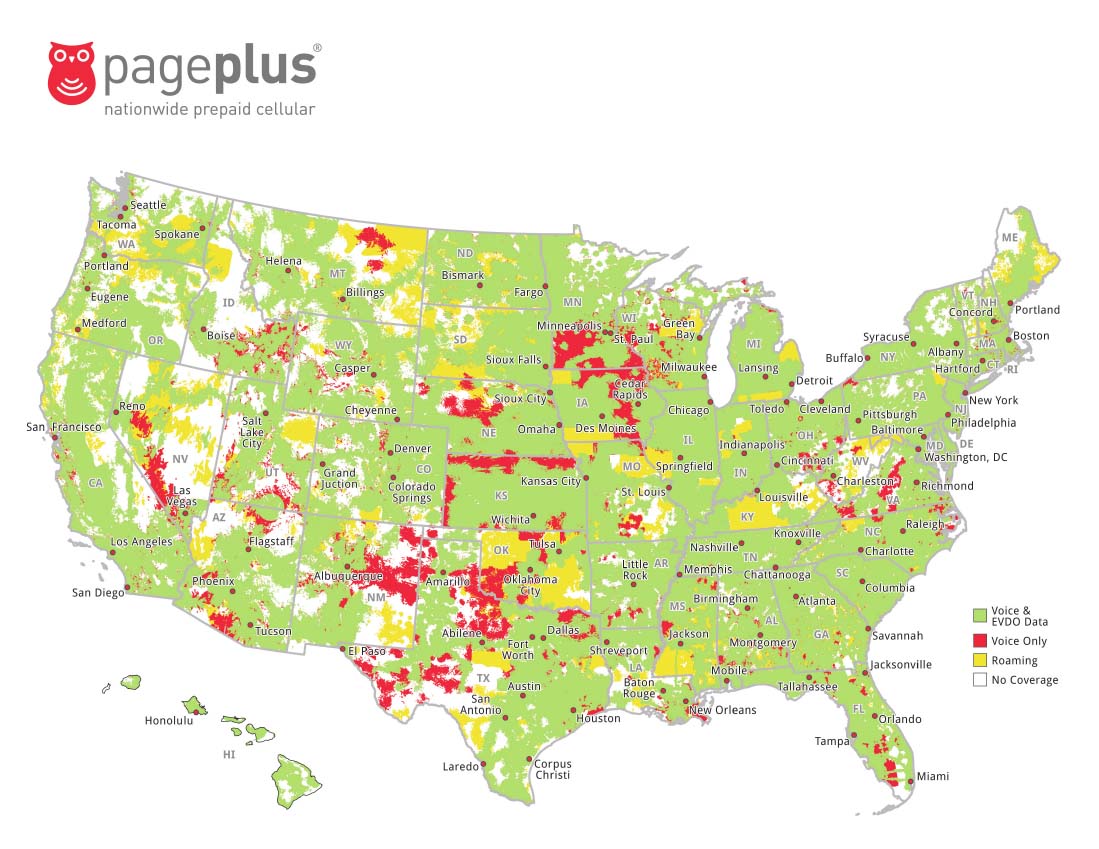 pageplus®
nationwide prepaid cellular
Seattle
Tacoma
WA
Spokane
Portland
Eugene
Medford
OR
Helena
MT
Billings
ID
Boise
ND
Bismark
Fargo
MN
Minneapolis
St. Paul
WI
Green
Bay
Milwaukee
SD
Sioux Falls
WY
Casper
Cheyenne
Sioux City
NE
Omaha
IA
Cedar
Rapids
Des Moines
MI
Lansing
Detroit
Chicago
Toledo
Cleveland
ME
VT
NH
Concord
Portland
Syracuse
Buffalo
NY
Albany
MA
Boston
Hartford
CT
RI
New York
PA
NJ
Pittsburgh
Philadelphia
Baltimore
MD
DE
Washington, DC
Reno
San Francisco
NV
CA
Las
Vegas
Salt
Lake
City
UT
Grand
Juction
Denver
CO
Colorado
Springs
KS
Kansas City
Wichita
MO
St. Louis
IL
Springfield
IN
Indianapolis
OH
Cincinnati
WV
Charleston
VA
Richmond
Louisville
KY
Los Angeles
San Diego
AZ
Flagstaff
Phoenix
Tucson
Albuquerque
NM
El Paso
Amarillo
OK
Tulsa
Oklahoma
City
Abilene
Dallas
Fort
Worth
TX
Austin
San
Antonio
Houston
Laredo
Corpus
Christi
Little
Rock
AR
Memphis
Nashville
TN
Knoxville
Chattanooga
NC
Raleigh
Charlotte
SC
Columbia
MS
Jackson
Birmingham
AL
Montgomery
Atlanta
GA
Savannah
Jacksonville
Shreveport
LA
Baton
Rouge
New Orleans
Mobile
Tallahassee
FL
Orlando
Tampa
Miami
Honolulu
HI
Voice &
EVDO Data
Voice Only
Roaming
No Coverage